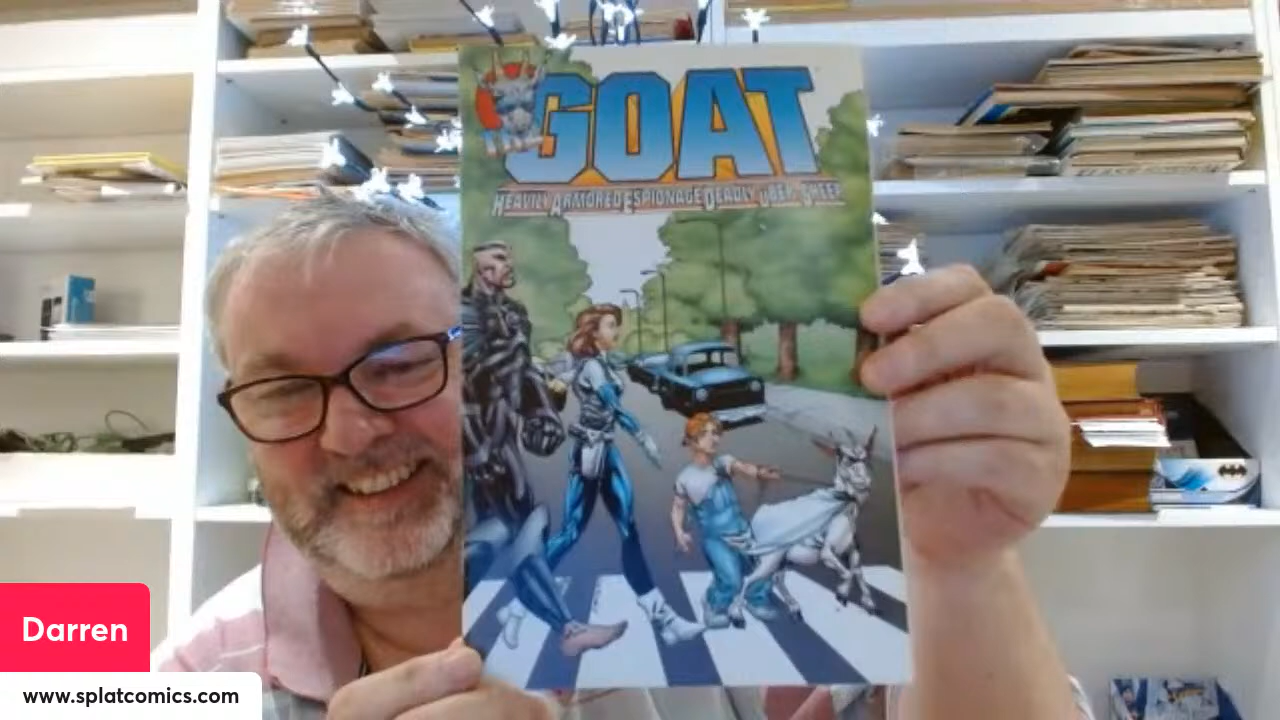 GOAT
HEAVILY ARMORED ESPIONAGE DEADLY UBER-SHEEP
Darren
www.splatcomics.com